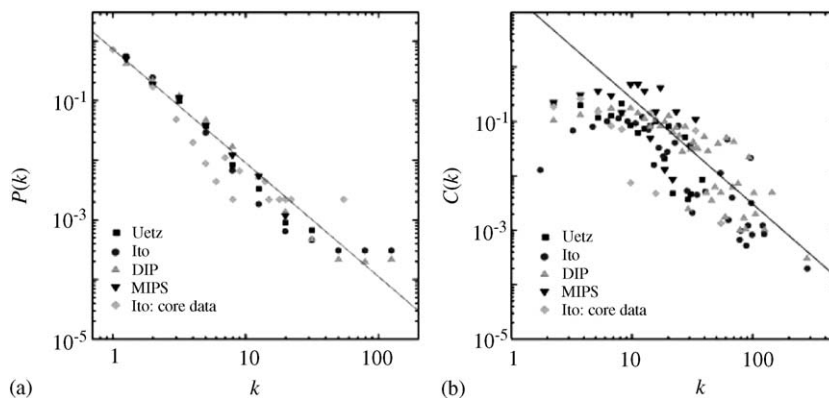 10^-1
10^-3
10^-5
P(k)
1
10
100
k
Uetz
Ito
DIP
MIPS
Ito: core data
(a)
10^-1
10^-3
10^-5
C(k)
1
10
100
k
Uetz
Ito
DIP
MIPS
Ito: core data
(b)